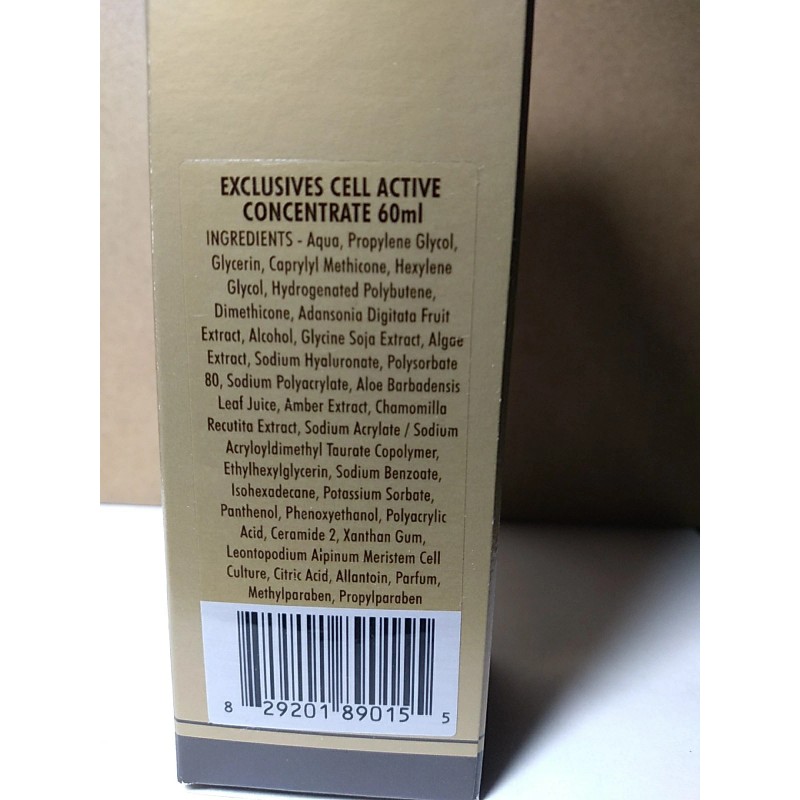 EXCLUSIVES CELL ACTIVE
CONCENTRATE 60ml
INGREDIENTS - Aqua, Propylene Glycol,
Glycerin, Caprylyl Methicone, Hexylene
Glycol, Hydrogenated Polybutene,
Dimethicone, Adansonia Digitata Fruit
Extract, Alcohol, Glycine Soja Extract, Algae
Extract, Sodium Hyaluronate, Polysorbate
80, Sodium Polyacrylate, Aloe Barbadensis
Leaf Juice, Amber Extract, Chamomilla
Recutita Extract, Sodium Acrylate / Sodium
Acryloyldimethyl Taurate Copolymer,
Ethylhexylglycerin, Sodium Benzoate,
Isohexadecane, Potassium Sorbate,
Panthenol, Phenoxyethanol, Polyacrylic
Acid, Ceramide 2, Xanthan Gum,
Leontopodium Alpinum Meristem Cell
Culture, Citric Acid, Allantoin, Parfum,
Methylparaben, Propylparaben
8 29201 89015 5